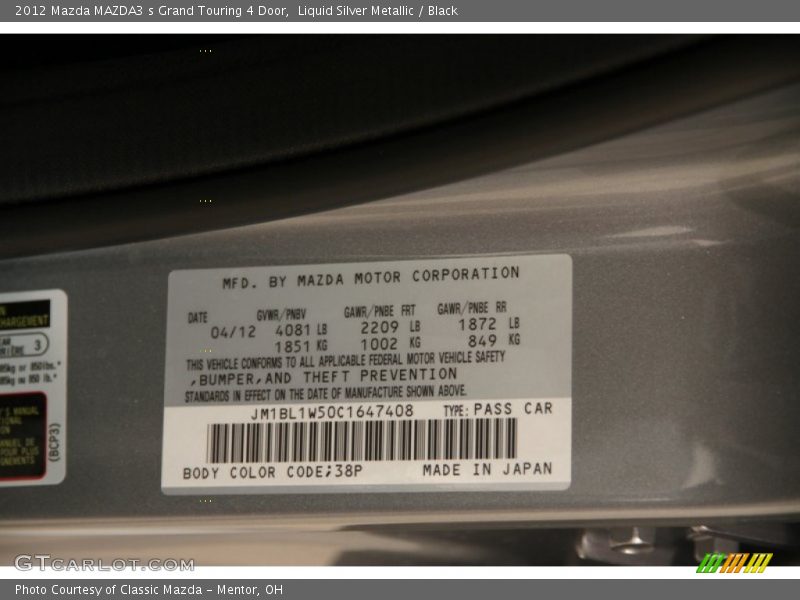 2012 Mazda MAZDA3 s Grand Touring 4 Door,  Liquid Silver Metallic / Black
MFD. BY MAZDA MOTOR CORPORATION
DATE GVWR/PNBV GAWR/PNBE FRT GAWR/PNBE RR
04/12 4081 LB 2209 LB 1872 LB
1851 KG 1002 KG 849 KG
THIS VEHICLE CONFORMS TO ALL APPLICABLE FEDERAL MOTOR VEHICLE SAFETY
,BUMPER,AND THEFT PREVENTION
STANDARDS IN EFFECT ON THE DATE OF MANUFACTURE SHOWN ABOVE.
JM1BL1W50C1647408 TYPE: PASS CAR
BODY COLOR CODE;38P MADE IN JAPAN
3
(BCP3)
GTCARLOT.COM
Photo Courtesy of Classic Mazda - Mentor, OH